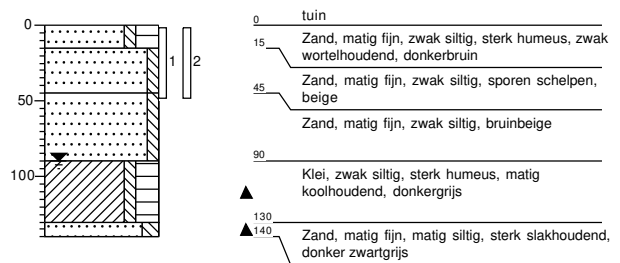 0
50
100
1
2
0
tuin
15
Zand, matig fijn, zwak siltig, sterk humeus, zwak
wortelhoudend, donkerbruin
45
Zand, matig fijn, zwak siltig, sporen schelpen,
beige
Zand, matig fijn, zwak siltig, bruinbeige
90
Klei, zwak siltig, sterk humeus, matig
koolhoudend, donkergrijs
130
140
Zand, matig fijn, matig siltig, sterk slakhoudend,
donker zwartgrijs